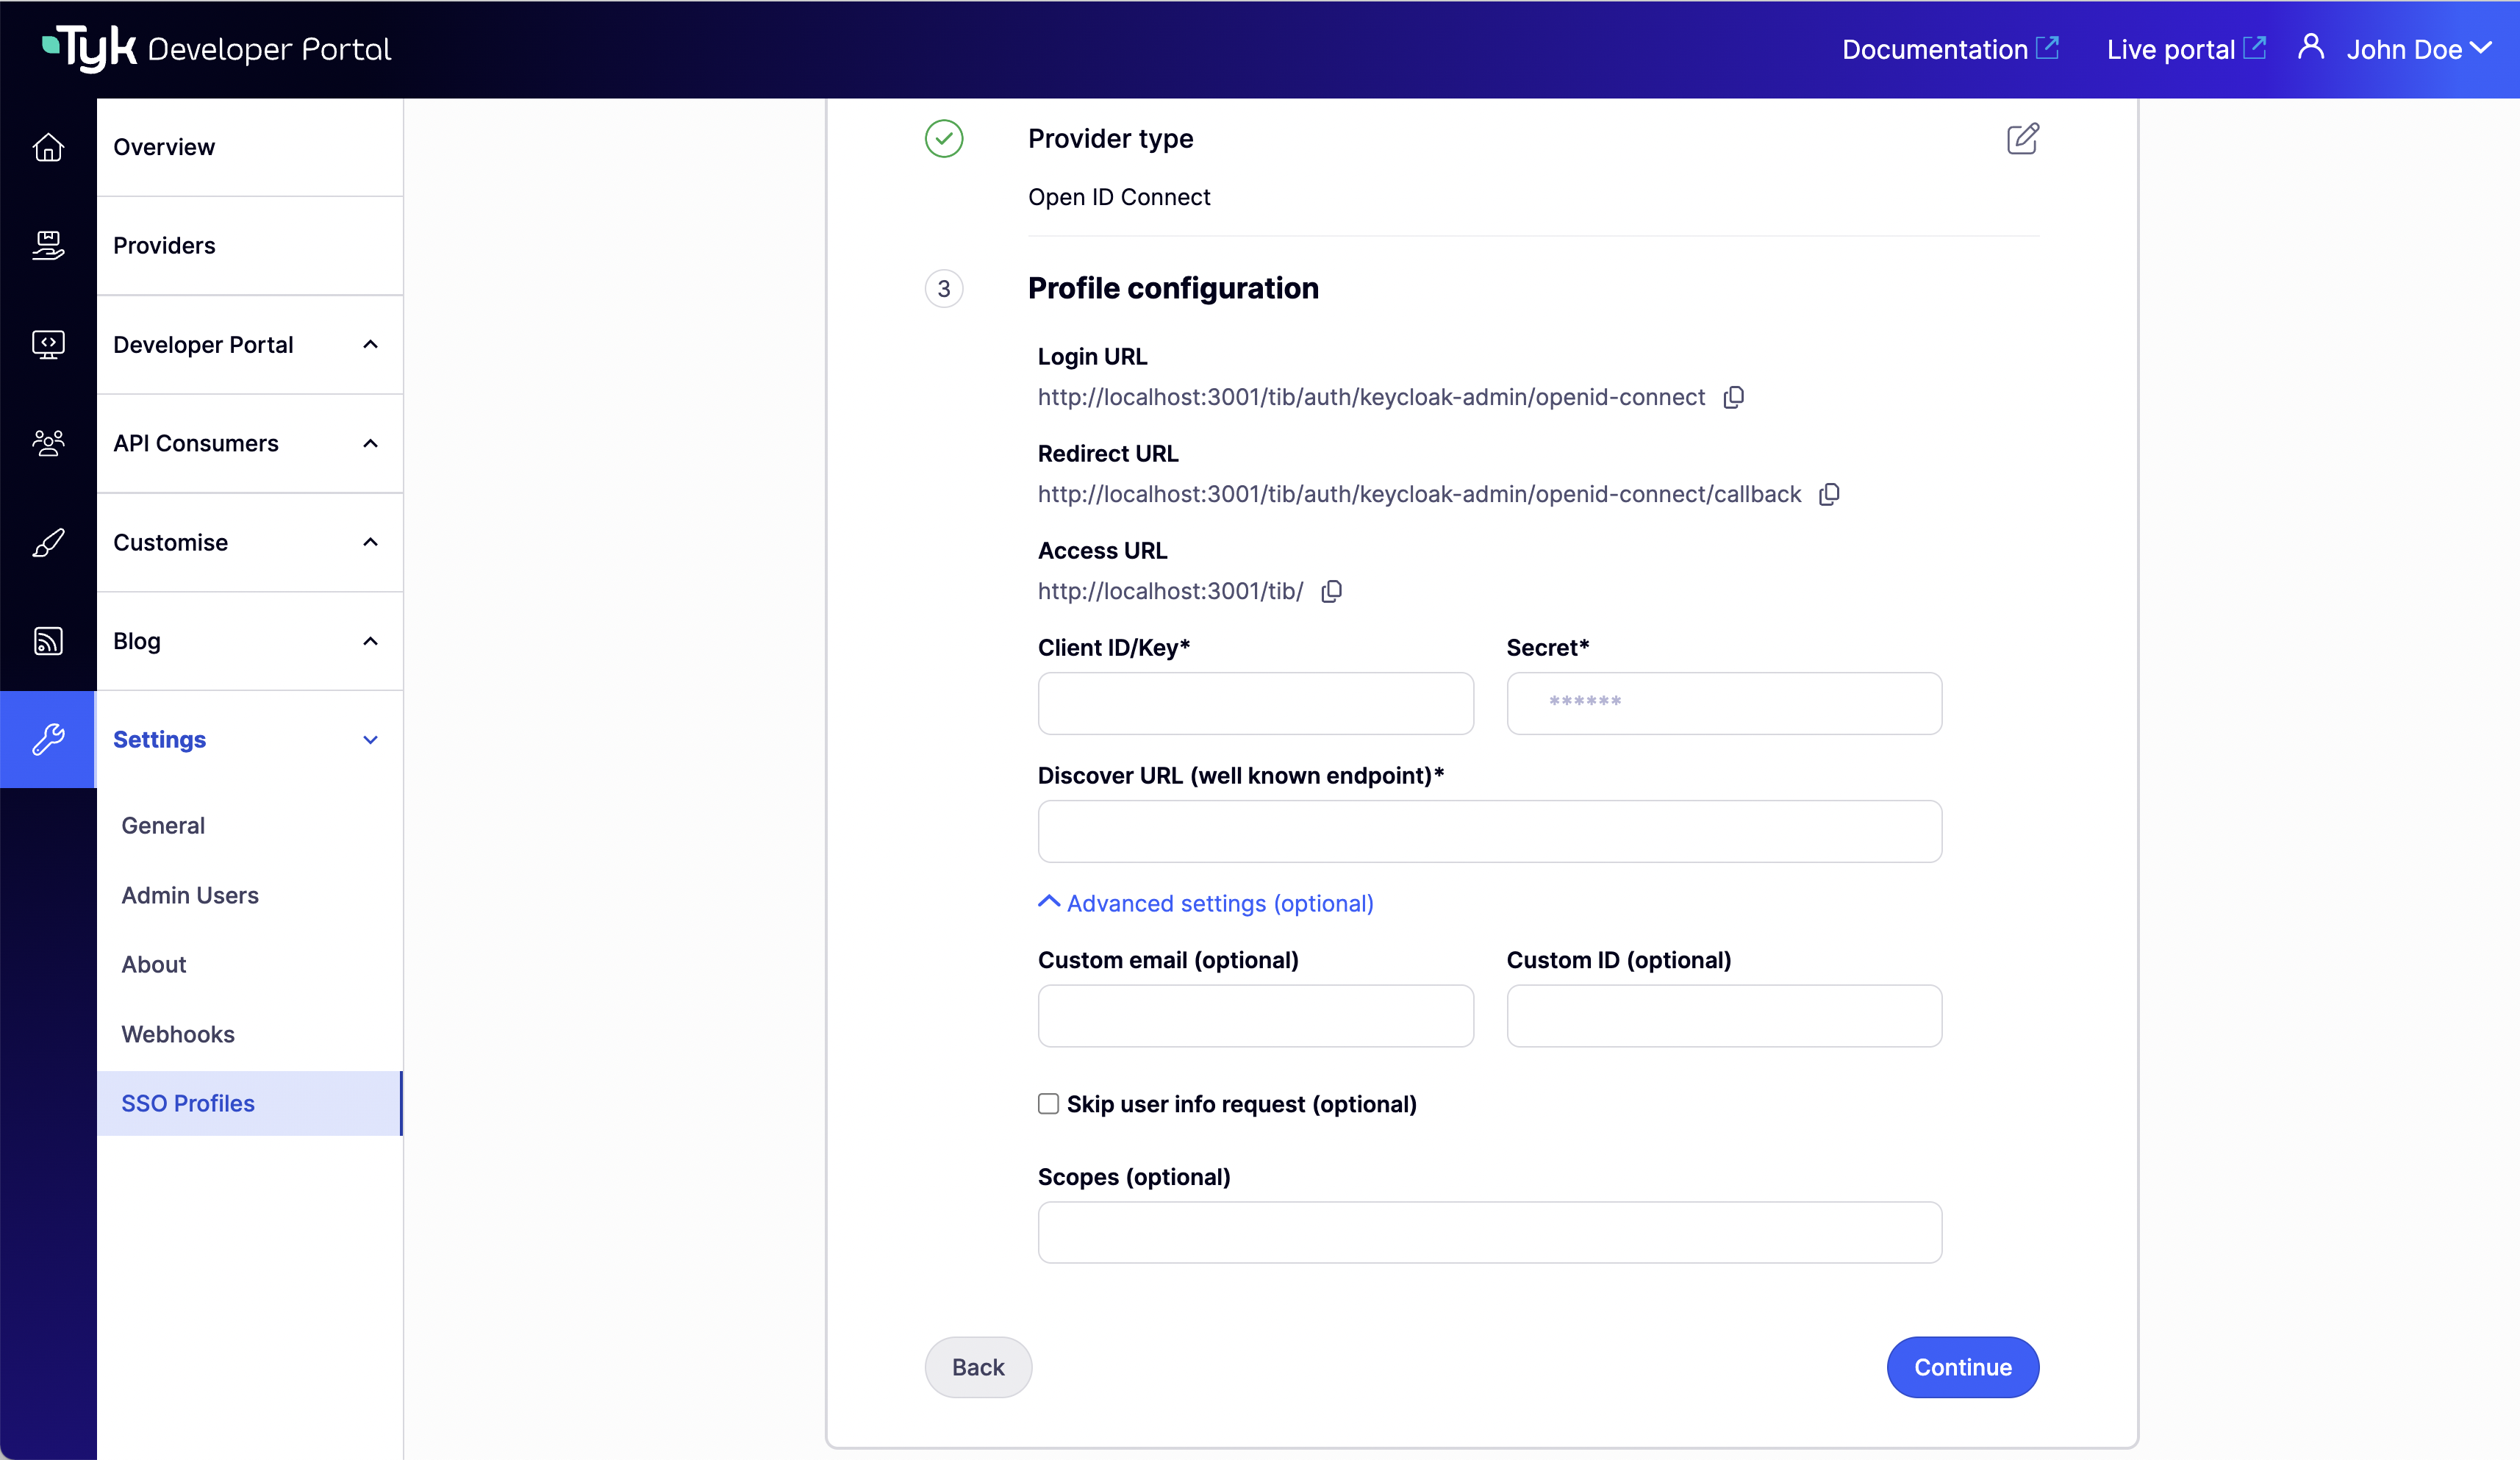 Tyk Developer Portal
Documentation
Live portal
John Doe
Overview
Providers
Developer Portal
API Consumers
Customise
Blog
Settings
General
Admin Users
About
Webhooks
SSO Profiles
Provider type
Open ID Connect
3
Profile configuration
Login URL
http://localhost:3001/tib/auth/keycloak-admin/openid-connect
Redirect URL
http://localhost:3001/tib/auth/keycloak-admin/openid-connect/callback
Access URL
http://localhost:3001/tib/
Client ID/Key*
Secret*
******
Discover URL (well known endpoint)*
Advanced settings (optional)
Custom email (optional)
Custom ID (optional)
Skip user info request (optional)
Scopes (optional)
Back
Continue